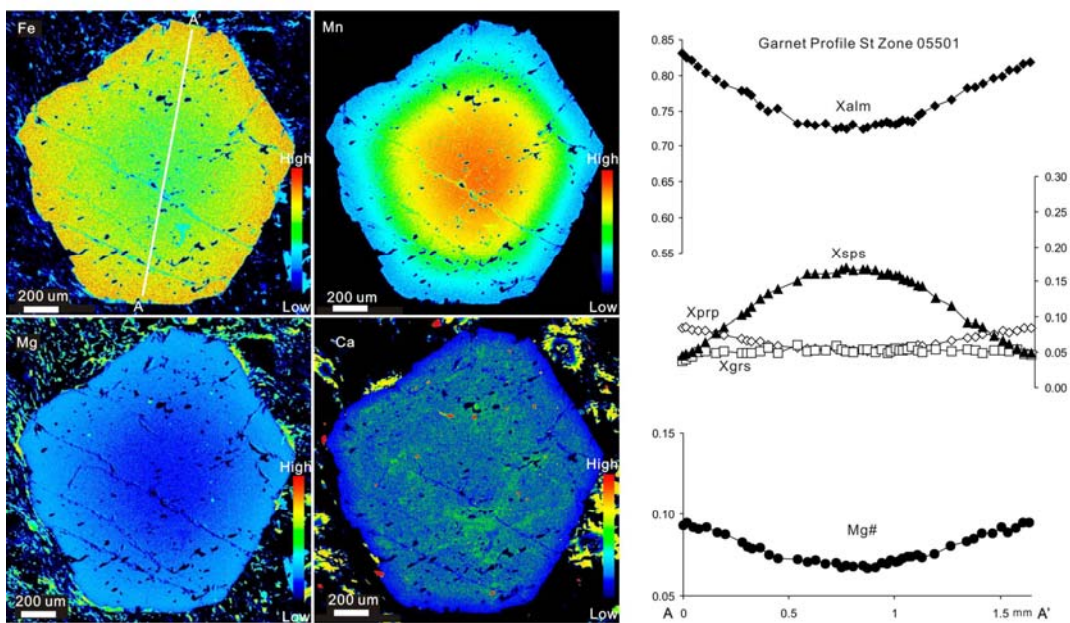 Fe
A'
High
200 um
A
Low
Mn
High
200 um
Low
Mg
High
200 um
Low
Ca
High
200 um
Low
Garnet Profile St Zone 05501
0.85
0.80
0.75
0.70
0.65
0.60
0.55
Xalm
0.30
0.25
0.20
0.15
0.10
0.05
0.00
Xsps
Xprp
Xgrs
0.15
0.10
0.05
Mg#
A 0 0.5 1 1.5 mm A'